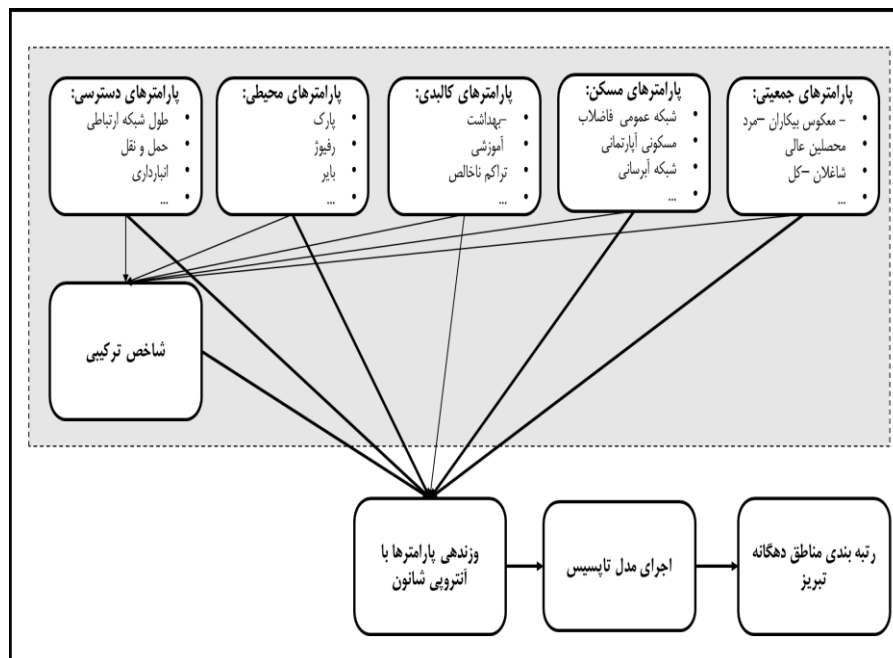 پارامترهای جمعیتی:
- معکوس بیکاران –مرد
محصلین عالی
شاغلان –کل
...
پارامترهای مسکن:
شبکه عمومی فاضلاب
مسکونی آپارتمانی
شبکه آبرسانی
...
پارامترهای کالبدی:
-بهداشت
آموزشی
تراکم ناخالص
...
پارامترهای محیطی:
پارک
رفیوژ
بایر
...
پارامترهای دسترسی:
طول شبکه ارتباطی
حمل و نقل
انبارداری
...
شاخص ترکیبی
وزندهی پارامترها با
آنتروپی شانون
اجرای مدل تاپسیس
رتبه بندی مناطق دهگانه
تبریز